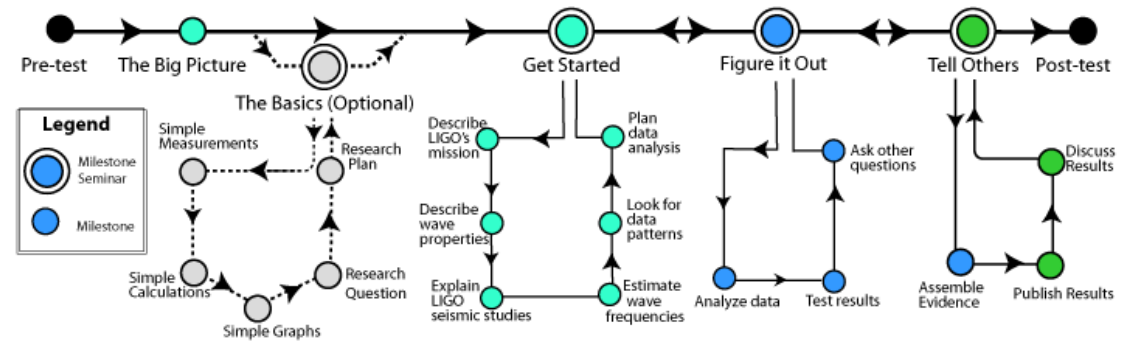 Pre-test
The Big Picture
The Basics (Optional)
Get Started
Figure it Out
Tell Others
Post-test
Legend
Milestone
Seminar
Milestone
Simple
Measurements
Simple
Calculations
Simple Graphs
Research
Question
Research
Plan
Describe
LIGO's
mission
Describe
wave
properties
Explain
LIGO
seismic studies
Estimate
wave
frequencies
Look for
data
patterns
Plan
data
analysis
Analyze data
Test results
Ask other
questions
Assemble
Evidence
Publish Results
Discuss
Results